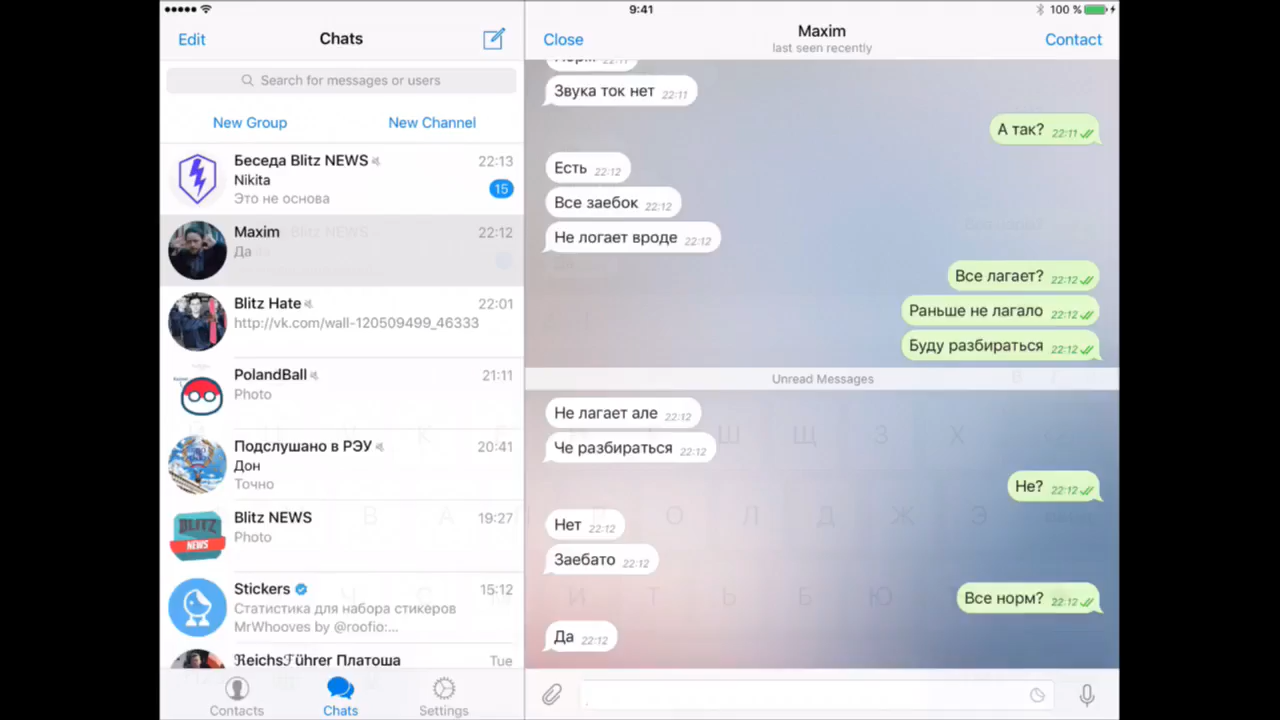 9:41
100 %
Edit
Chats
Search for messages or users
New Group
New Channel
Беседа Blitz NEWS
22:13
Nikita
15
Это не основа
Maxim
22:12
Да
Blitz Hate
22:01
http://vk.com/wall-120509499_46333
PolandBall
21:11
Photo
Подслушано в РЭУ
20:41
Дон
Точно
Blitz NEWS
19:27
Photo
BLITZ
NEWS
Stickers
15:12
Статистика для набора стикеров
MrWhooves by @roofio:...
Tue
Contacts
Chats
Settings
Close
Maxim
last seen recently
Contact
Звука ток нет 22:11
А так? 22:11
Есть 22:12
Все заебок 22:12
Не логает вроде 22:12
Все лагает? 22:12
Раньше не лагало 22:12
Буду разбираться 22:12
Unread Messages
Не лагает але 22:12
Че разбираться 22:12
Не? 22:12
Нет 22:12
Заебато 22:12
Все норм? 22:12
Да 22:12